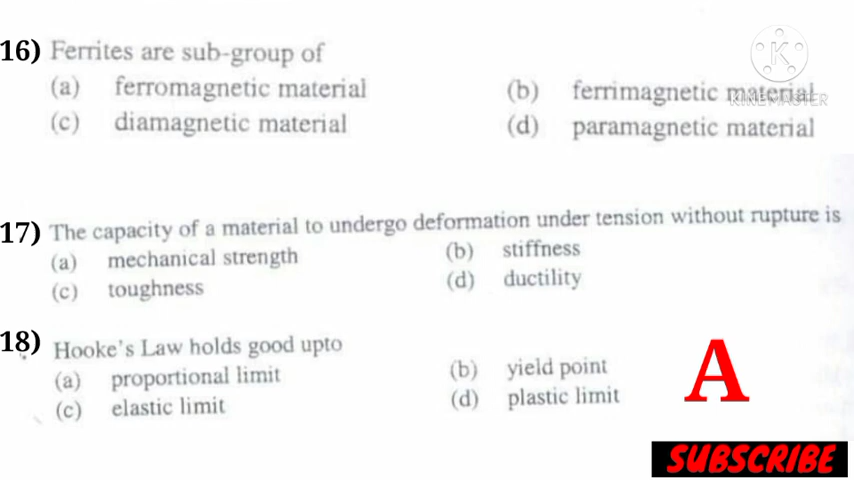 16) Ferrites are sub-group of
(a) ferromagnetic material (b) ferrimagnetic material
KINEMASTER
(c) diamagnetic material (d) paramagnetic material
17) The capacity of a material to undergo deformation under tension without rupture is
(a) mechanical strength (b) stiffness
(c) toughness (d) ductility
18) Hooke's Law holds good upto
(a) proportional limit (b) yield point
(c) elastic limit (d) plastic limit
A
SUBSCRIBE